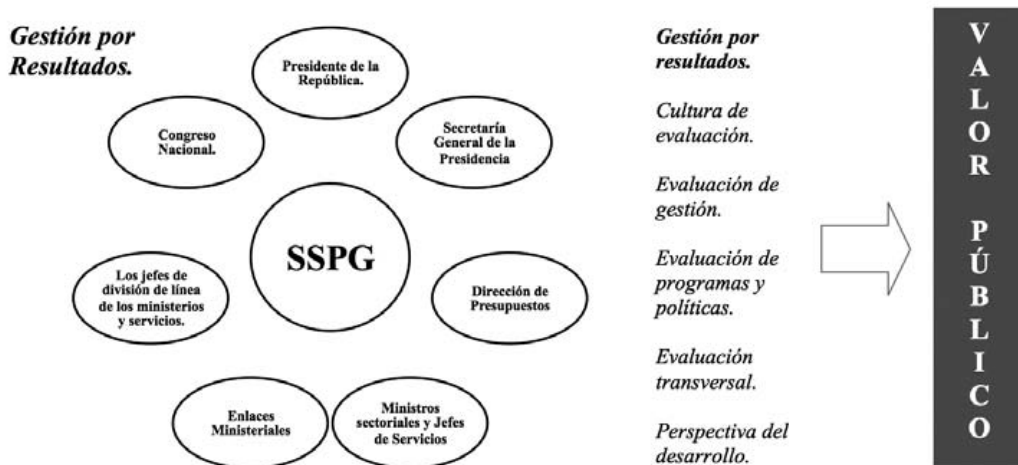 Gestión por
Resultados.
Presidente de la
República.
Congreso
Nacional.
Secretaría
General de la
Presidencia
SSPG
Los jefes de
división de línea
de los ministerios
y servicios.
Dirección de
Presupuestos
Enlaces
Ministeriales
Ministros
sectoriales y Jefes
de Servicios
Gestión por
resultados.
Cultura de
evaluación.
Evaluación de
gestión.
Evaluación de
programas y
políticas.
Evaluación
transversal.
Perspectiva del
desarrollo.
VALOR PÚBLICO